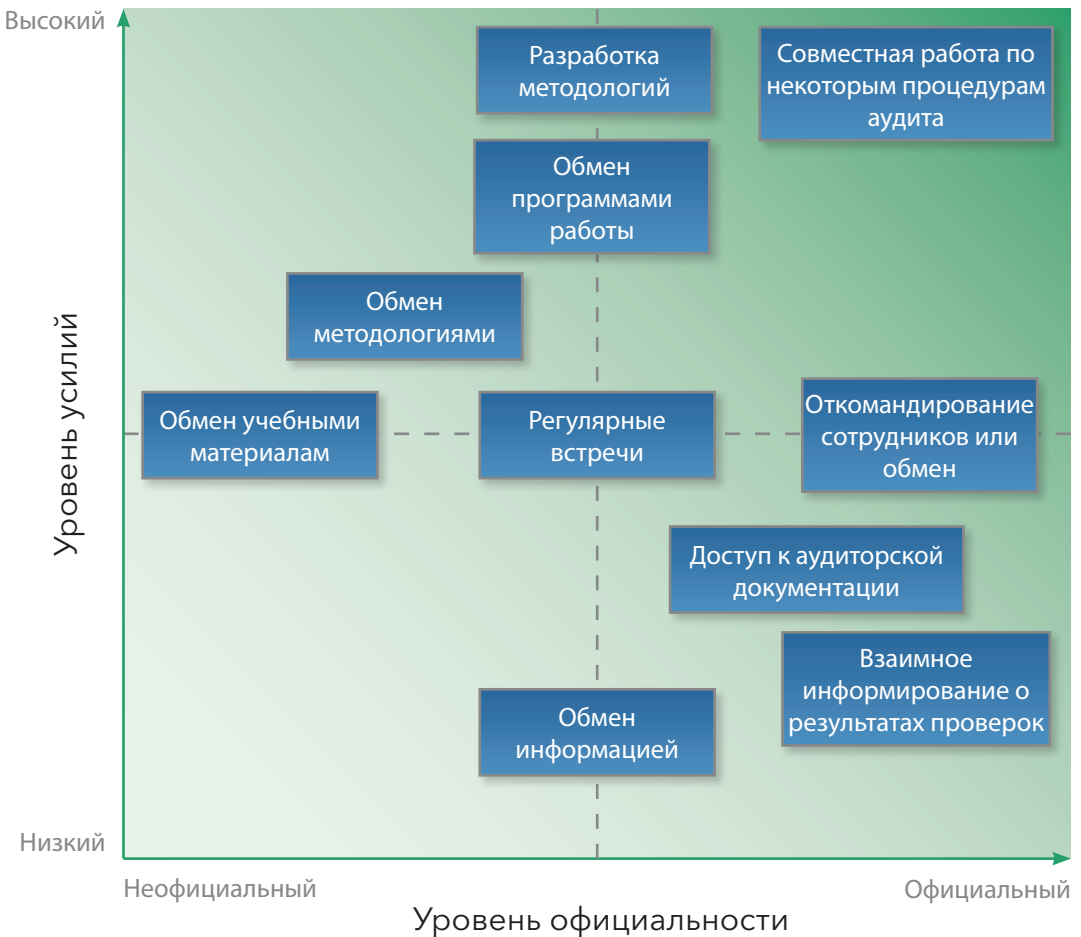 Высокий
Разработка
методологий
Совместная работа по
некоторым процедурам
аудита
Обмен
программами
работы
Обмен
методологиями
Уровень усилий
Обмен учебными
материалам
Регулярные
встречи
Откомандирование
сотрудников или
обмен
Доступ к аудиторской
документации
Взаимное
информирование о
результатах проверок
Обмен
информацией
Низкий
Неофициальный
Официальный
Уровень официальности